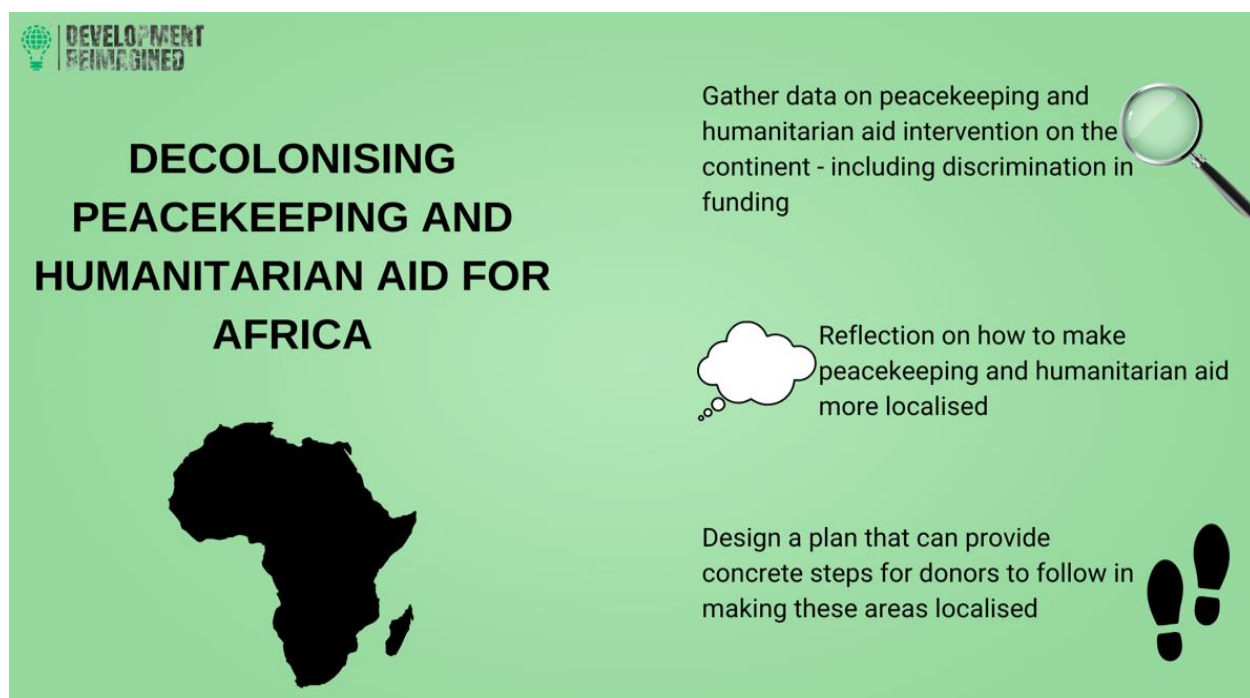 DEVELOPMENT
REIMAGINED
DECOLONISING
PEACEKEEPING AND
HUMANITARIAN AID FOR
AFRICA
Gather data on peacekeeping and
humanitarian aid intervention on the
continent - including discrimination in
funding
Reflection on how to make
peacekeeping and humanitarian aid
more localised
Design a plan that can provide
concrete steps for donors to follow in
making these areas localised